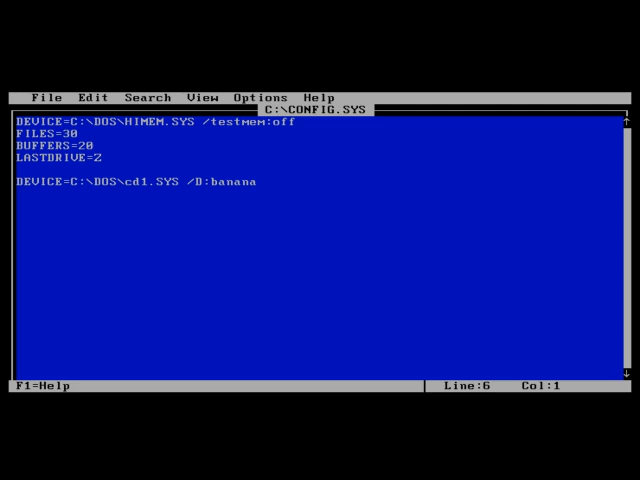 File Edit Search View Options Help
C:\CONFIG.SYS
DEVICE=C:\DOS\HIMEM.SYS /testmem:off
FILES=30
BUFFERS=20
LASTDRIVE=Z
DEVICE=C:\DOS\cd1.SYS /D:banana
F1=Help Line:6 Col:1